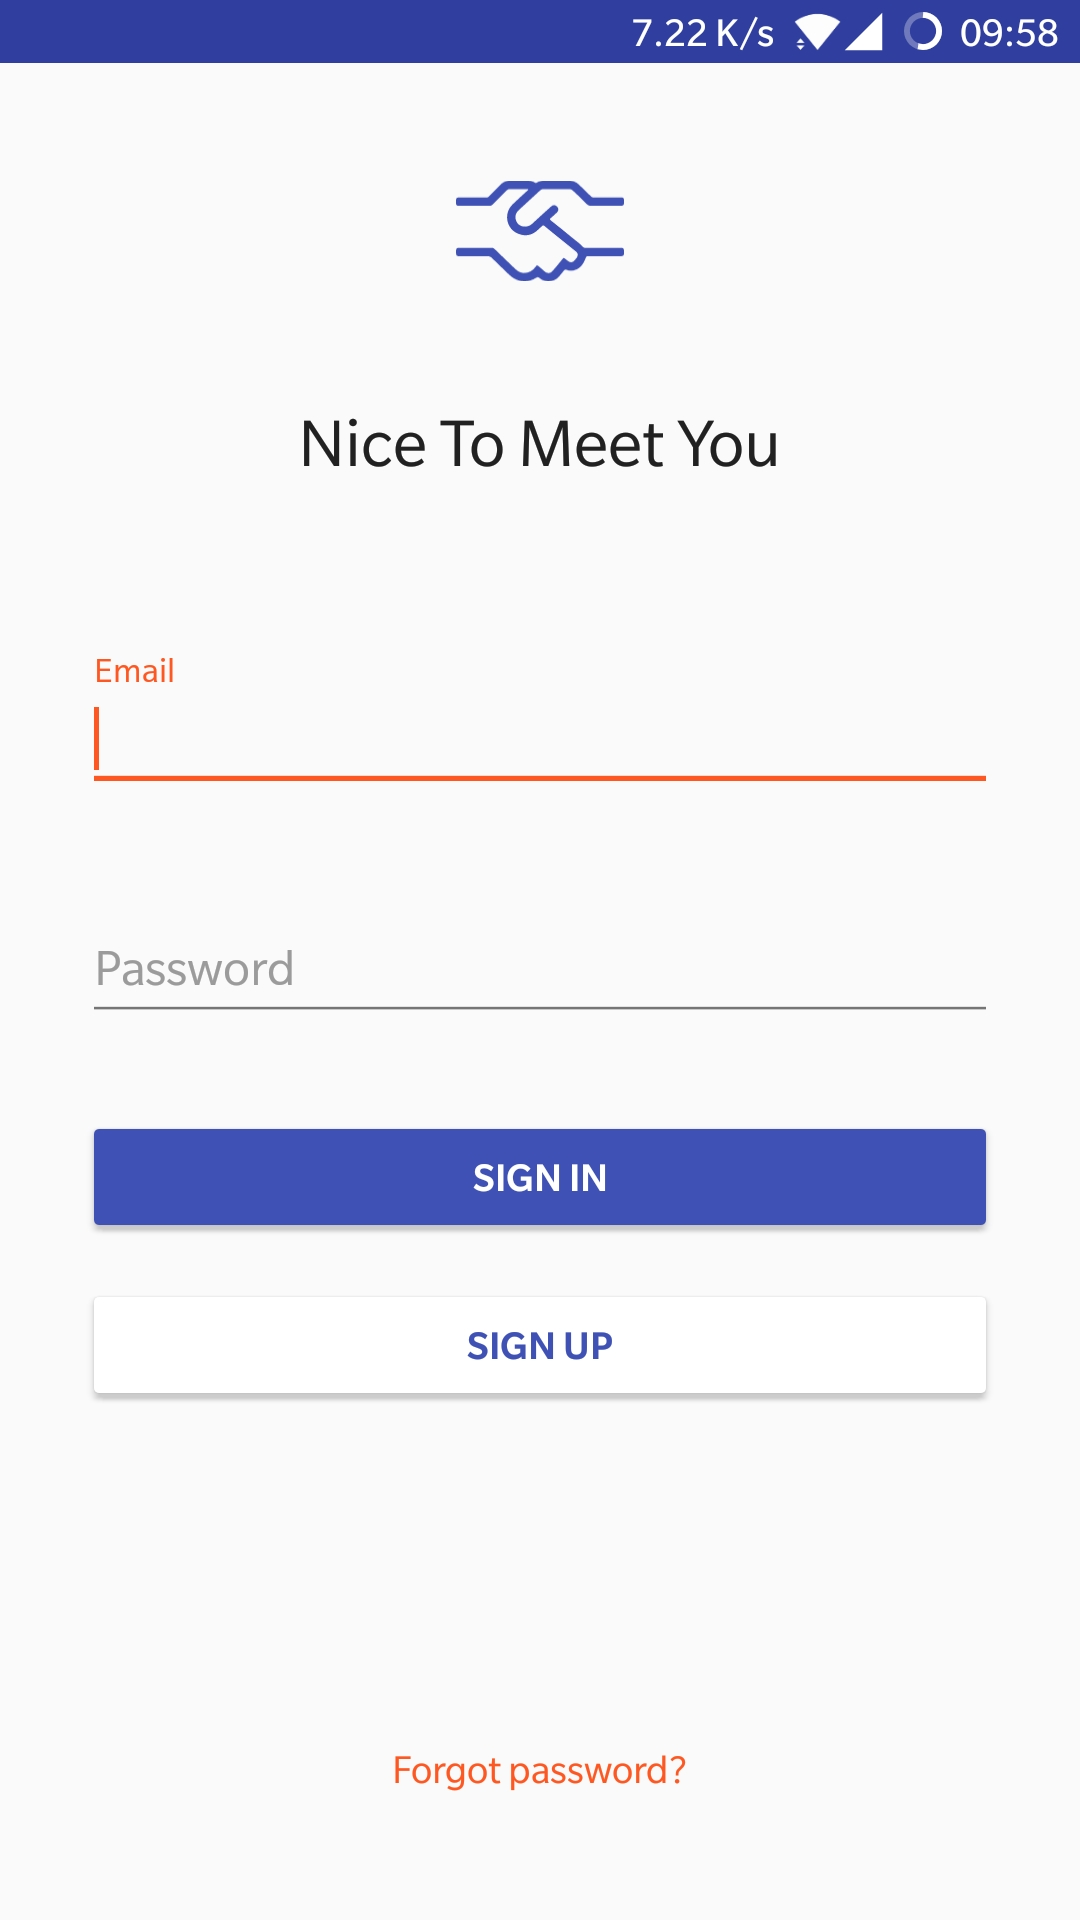 7.22 K/s 09:58
Nice To Meet You
Email
Password
SIGN IN
SIGN UP
Forgot password?